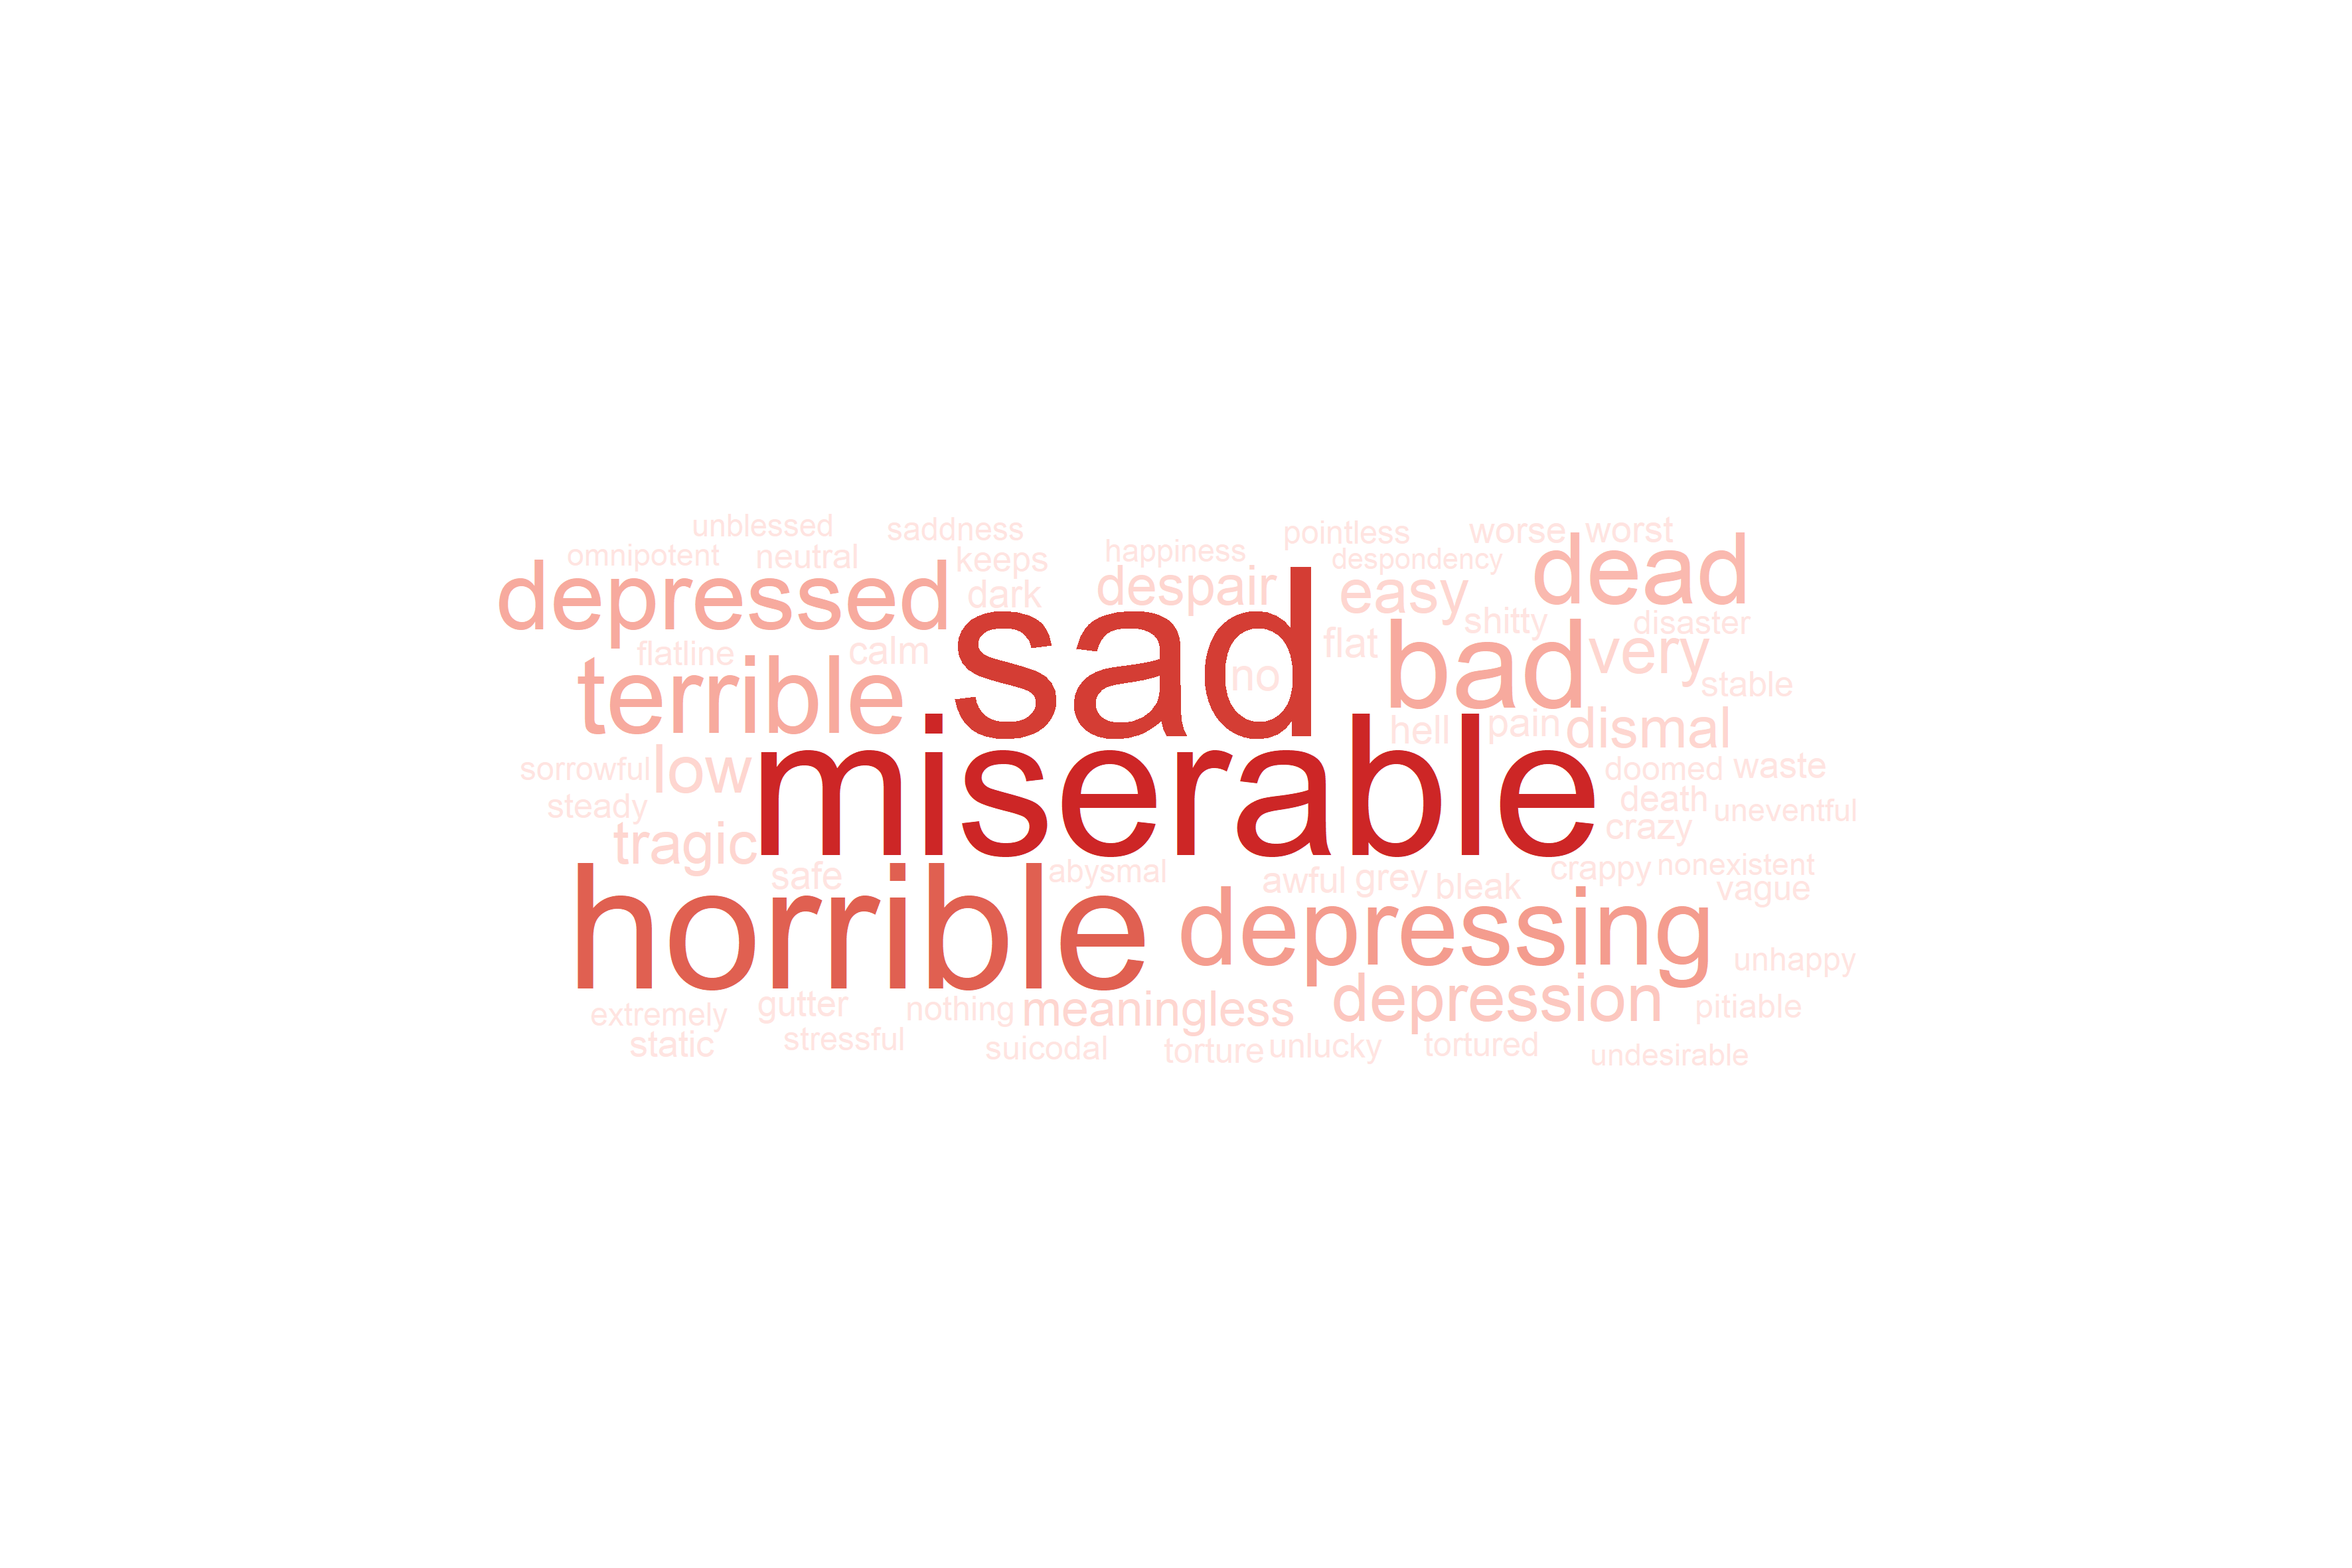 unblessed
saddness
pointless
worse
worst
omnipotent
neutral
keeps
happiness
despondency
dead
depressed
dark
despair
easy
shitty
disaster
flatline
calm
sad
no
flat
bad
very
terrible
stable
hell
pain
dismal
sorrowful
low
miserable
doomed
waste
steady
death
uneventful
tragic
crazy
safe
abysmal
awful
grey
bleak
crappy
nonexistent
vague
horrible
depressing
unhappy
extremely
gutter
nothing
meaningless
depression
pitiable
static
stressful
suicodal
torture
unlucky
tortured
undesirable